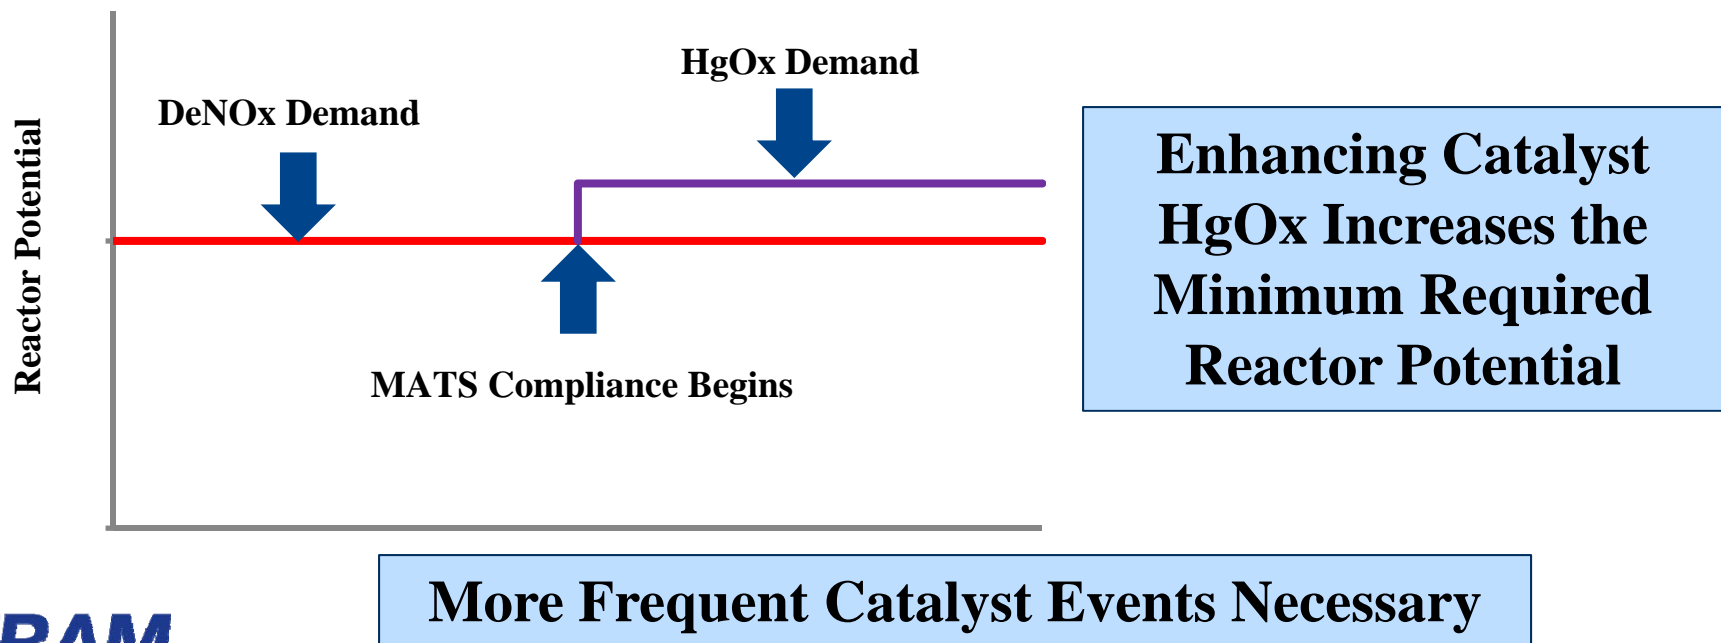 HgOx Demand
DeNOx Demand
Reactor Potential
MATS Compliance Begins
Enhancing Catalyst
HgOx Increases the
Minimum Required
Reactor Potential
More Frequent Catalyst Events Necessary